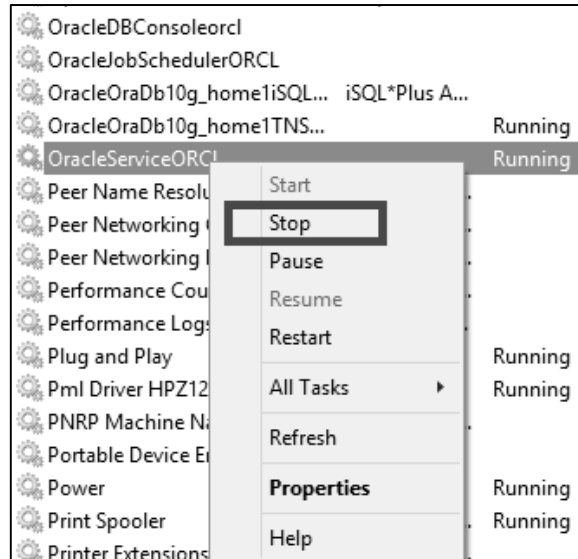 OracleDBConsoleorcl
OracleJobSchedulerORCL
OracleOraDb10g_home1iSQL... iSQL*Plus A...
OracleOraDb10g_home1TNS... Running
OracleServiceORCL Running
Peer Name Resolu
Start
Peer Networking
Stop
Peer Networking
Pause
Performance Cou
Resume
Performance Logs
Restart
Plug and Play Running
Pml Driver HPZ12 All Tasks Running
PNRP Machine Na
Refresh
Portable Device En
Power Properties Running
Print Spooler Running
Help
Printer Extensions